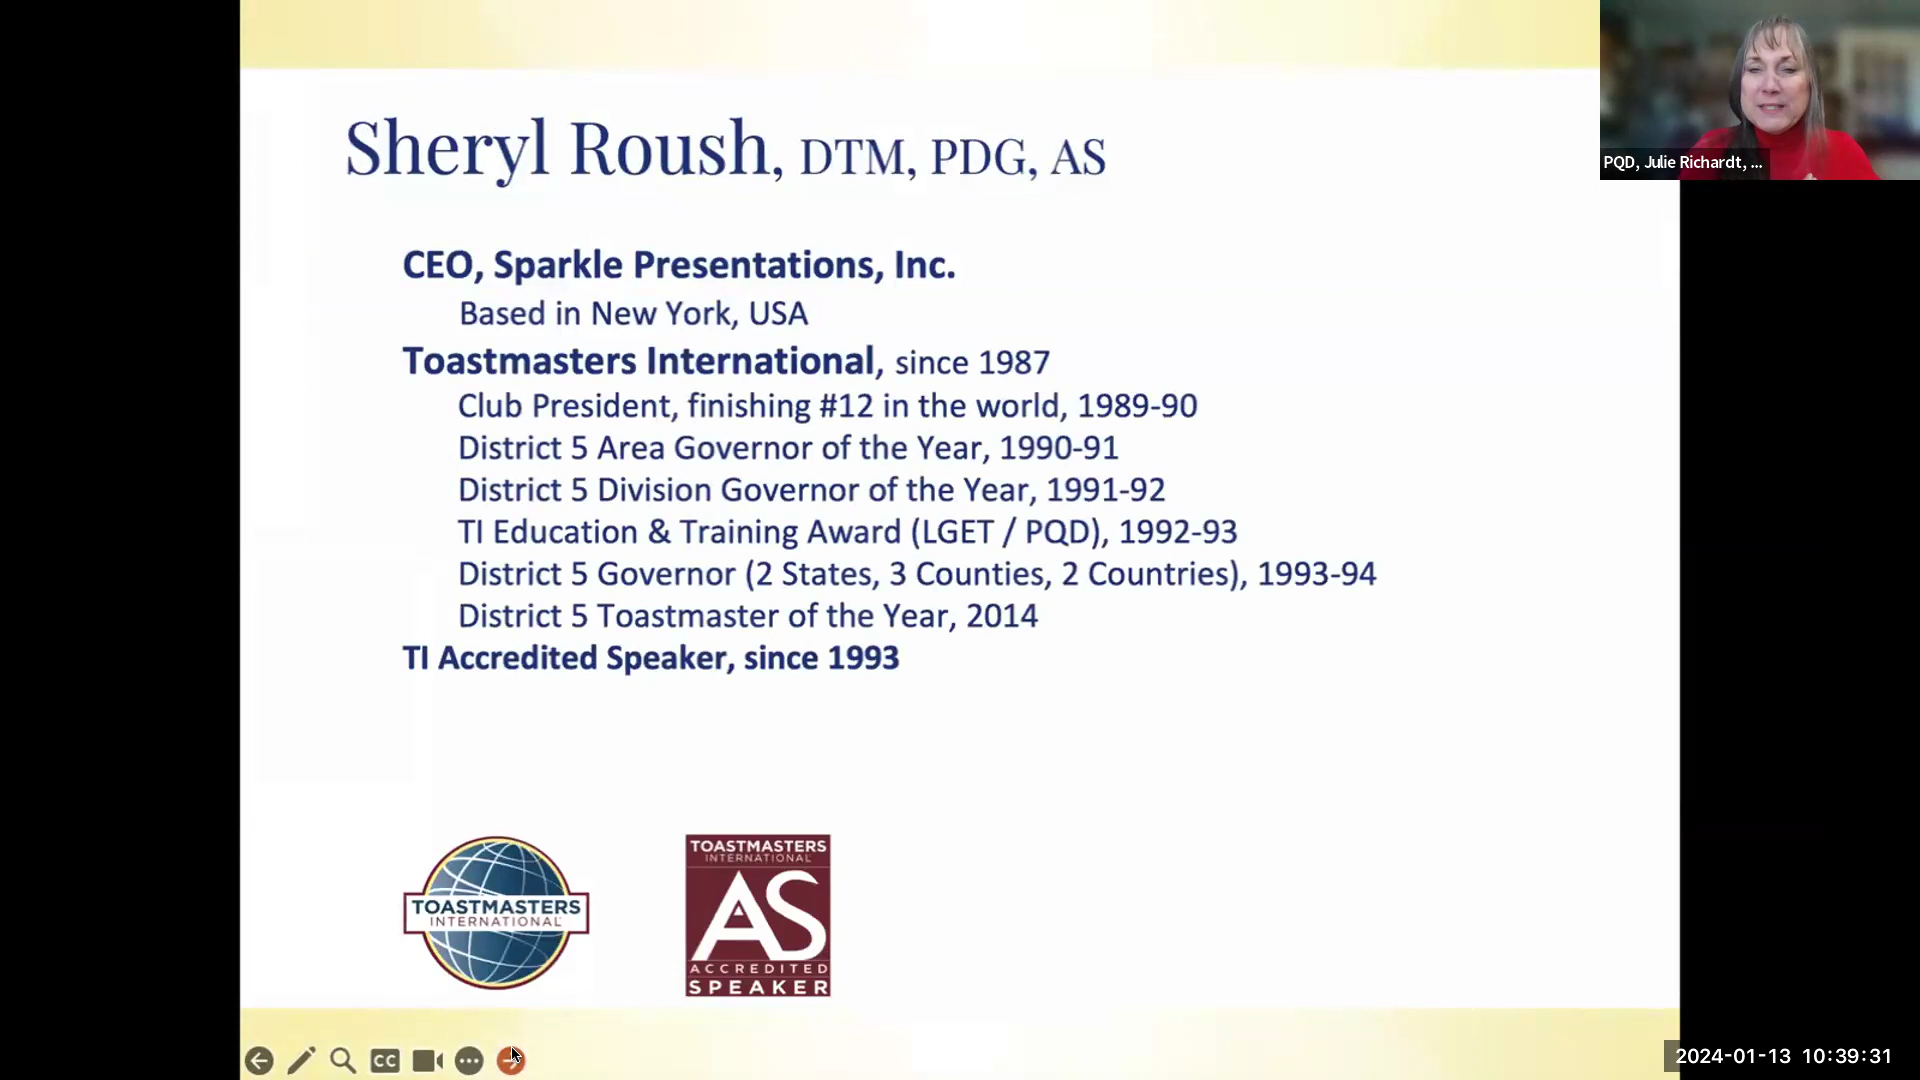 Sheryl Roush, DTM, PDG, AS
PQD, Julie Richardt, ...
CEO, Sparkle Presentations, Inc.
Based in New York, USA
Toastmasters International, since 1987
Club President, finishing #12 in the world, 1989-90
District 5 Area Governor of the Year, 1990-91
District 5 Division Governor of the Year, 1991-92
TI Education & Training Award (LGET / PQD), 1992-93
District 5 Governor (2 States, 3 Counties, 2 Countries), 1993-94
District 5 Toastmaster of the Year, 2014
TI Accredited Speaker, since 1993
TOASTMASTERS
INTERNATIONAL
TOASTMASTERS
INTERNATIONAL
AS
ACCREDITED
SPEAKER
CC
2024-01-13 10:39:31